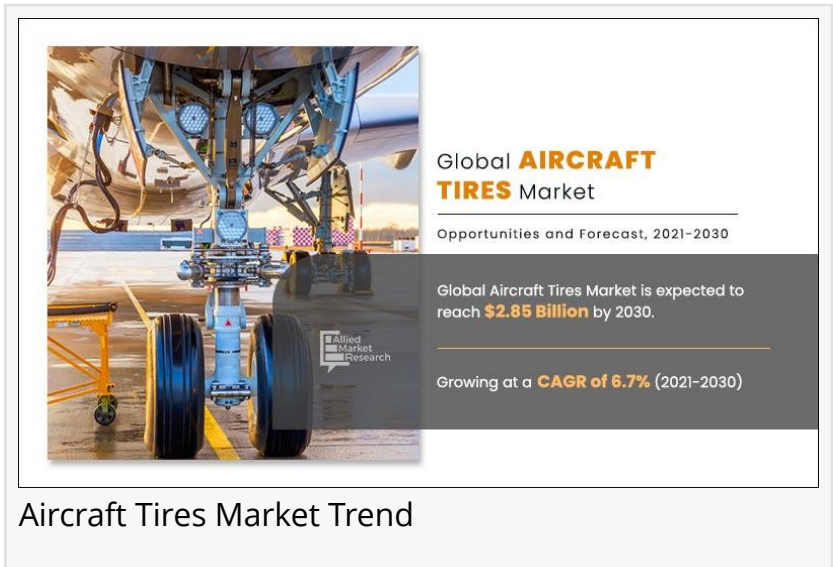 Global AIRCRAFT
TIRES Market
Opportunities and Forecast, 2021-2030
Global Aircraft Tires Market is expected to
reach $2.85 Billion by 2030.
Allied
Market
Research
Growing at a CAGR of 6.7% (2021-2030)
Aircraft Tires Market Trend